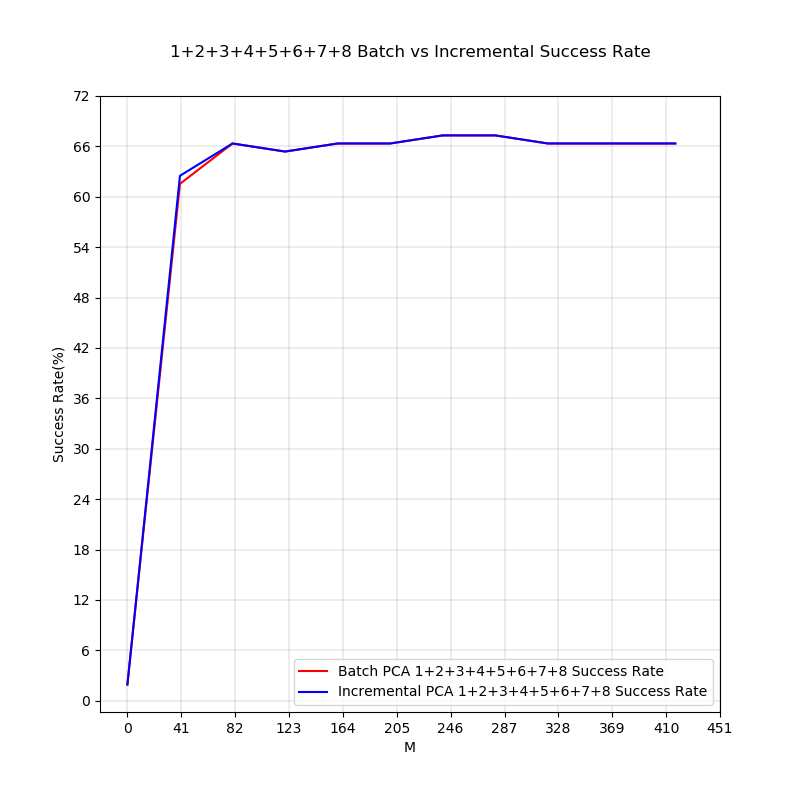 1+2+3+4+5+6+7+8 Batch vs Incremental Success Rate
72
66
60
54
48
42
36
30
24
18
12
6
0
Success Rate(%)
Batch PCA 1+2+3+4+5+6+7+8 Success Rate
Incremental PCA 1+2+3+4+5+6+7+8 Success Rate
0 41 82 123 164 205 246 287 328 369 410 451
M